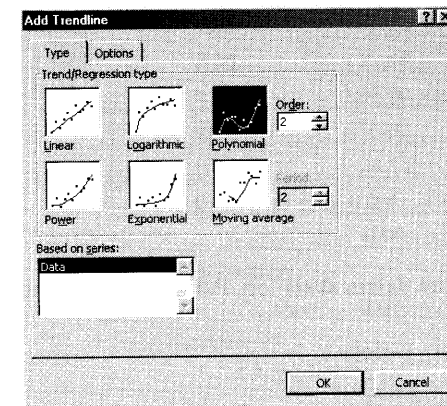 Add Trendline
Type Options
Trend/Regression type
Linear Logarithmic Polynomial
Order:
2
Power Exponential Moving average
Period:
2
Based on series:
Data
OK Cancel